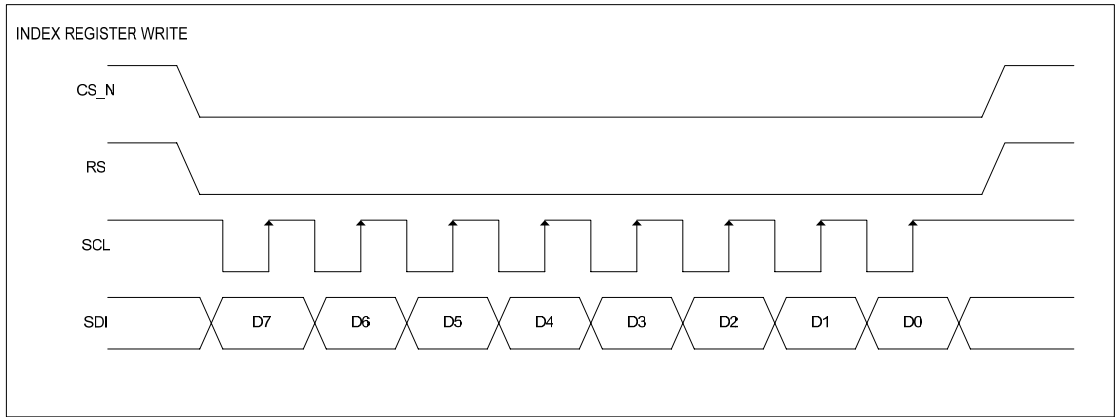 INDEX REGISTER WRITE
CS_N
RS
SCL
SDI D7 D6 D5 D4 D3 D2 D1 D0